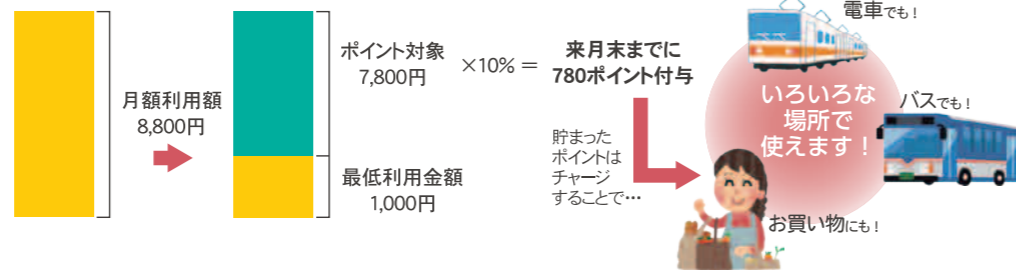 月額利用額
8,800円
ポイント対象
7,800円
×10%＝
最低利用金額
1,000円
来月末までに
780ポイント付与
貯まった
ポイントは
チャージ
することで…
電車でも！
いろいろな
場所で
使えます！
バスでも！
お買い物にも！